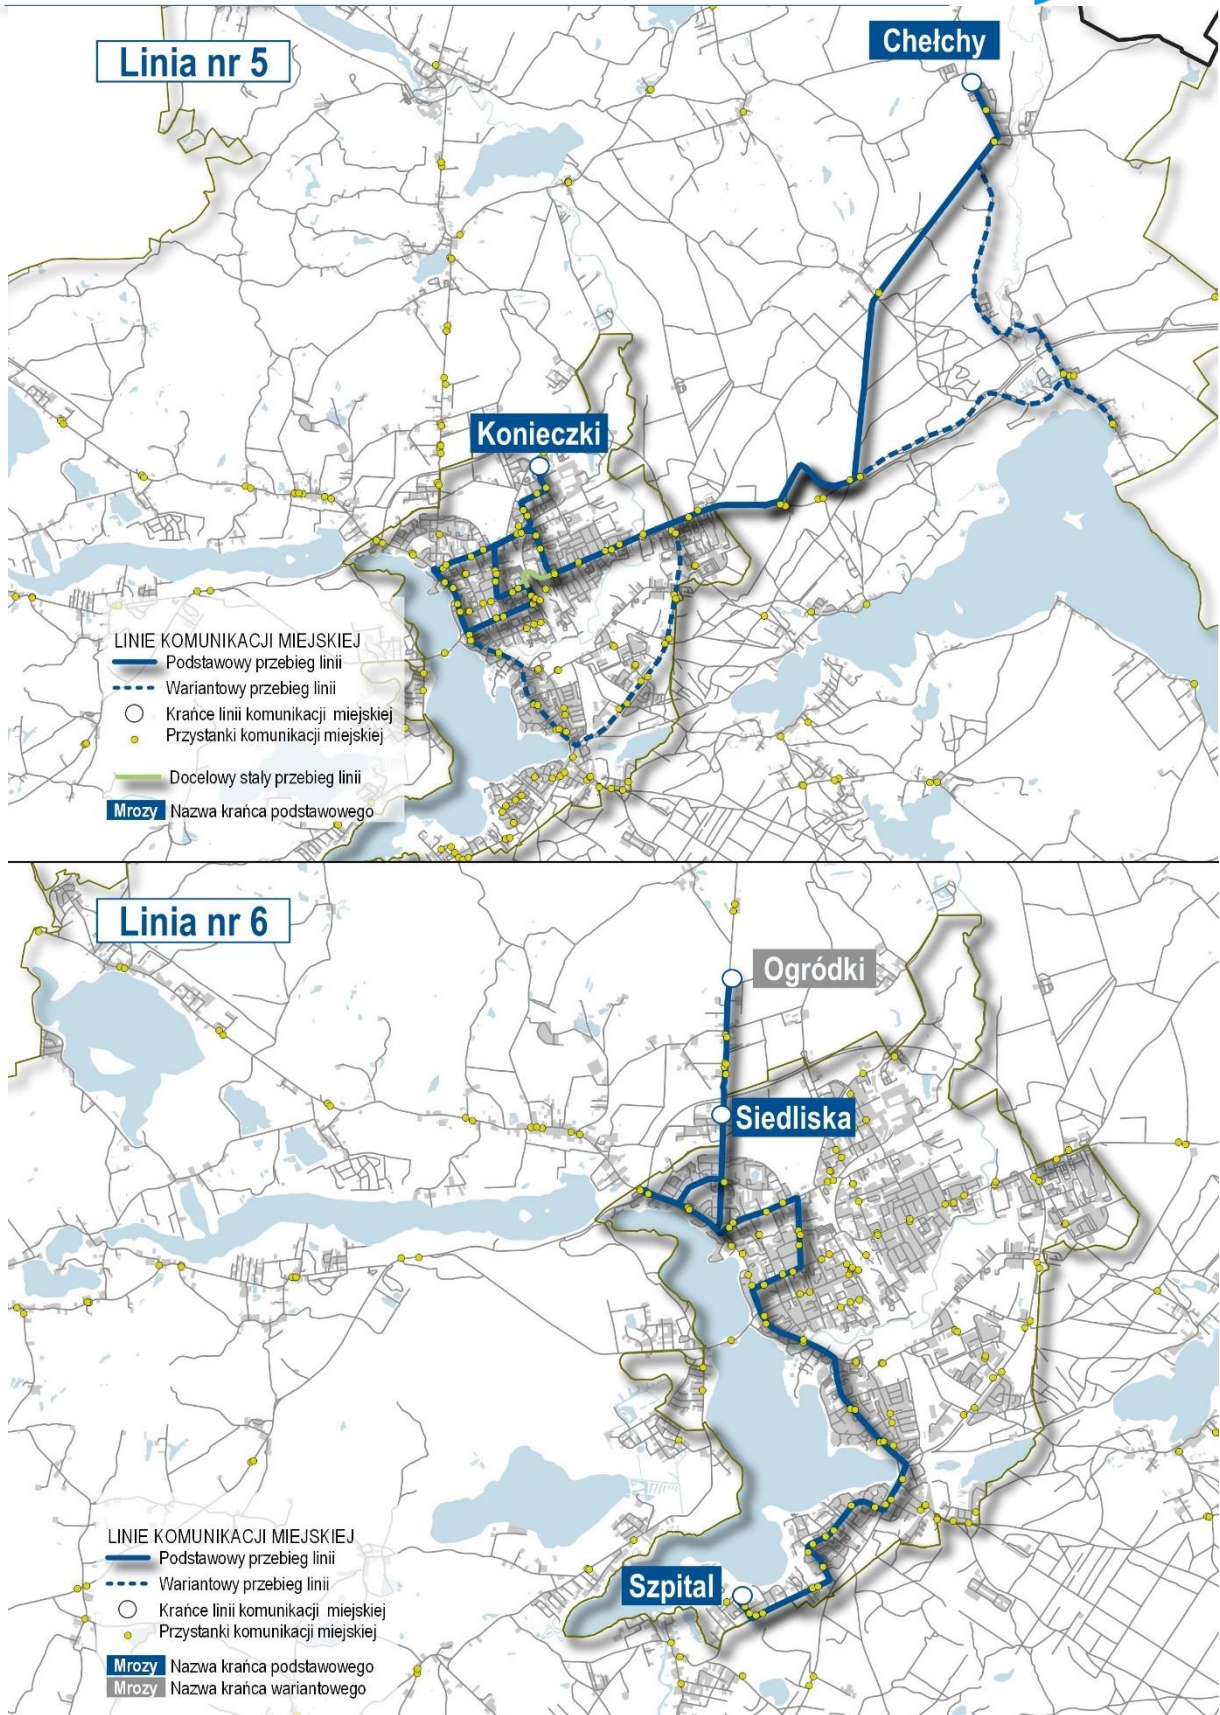 Linia nr 5
Chełchy
Konieczki
LINIE KOMUNIKACJI MIEJSKIEJ
Podstawowy przebieg linii
Wariantowy przebieg linii
Krańce linii komunikacji miejskiej
Przystanki komunikacji miejskiej
Docelowy stały przebieg linii
Mrozy Nazwa krańca podstawowego
Linia nr 6
Ogródki
Siedliska
Szpital
LINIE KOMUNIKACJI MIEJSKIEJ
Podstawowy przebieg linii
Wariantowy przebieg linii
Krańce linii komunikacji miejskiej
Przystanki komunikacji miejskiej
Mrozy Nazwa krańca podstawowego
Mrozy Nazwa krańca wariantowego